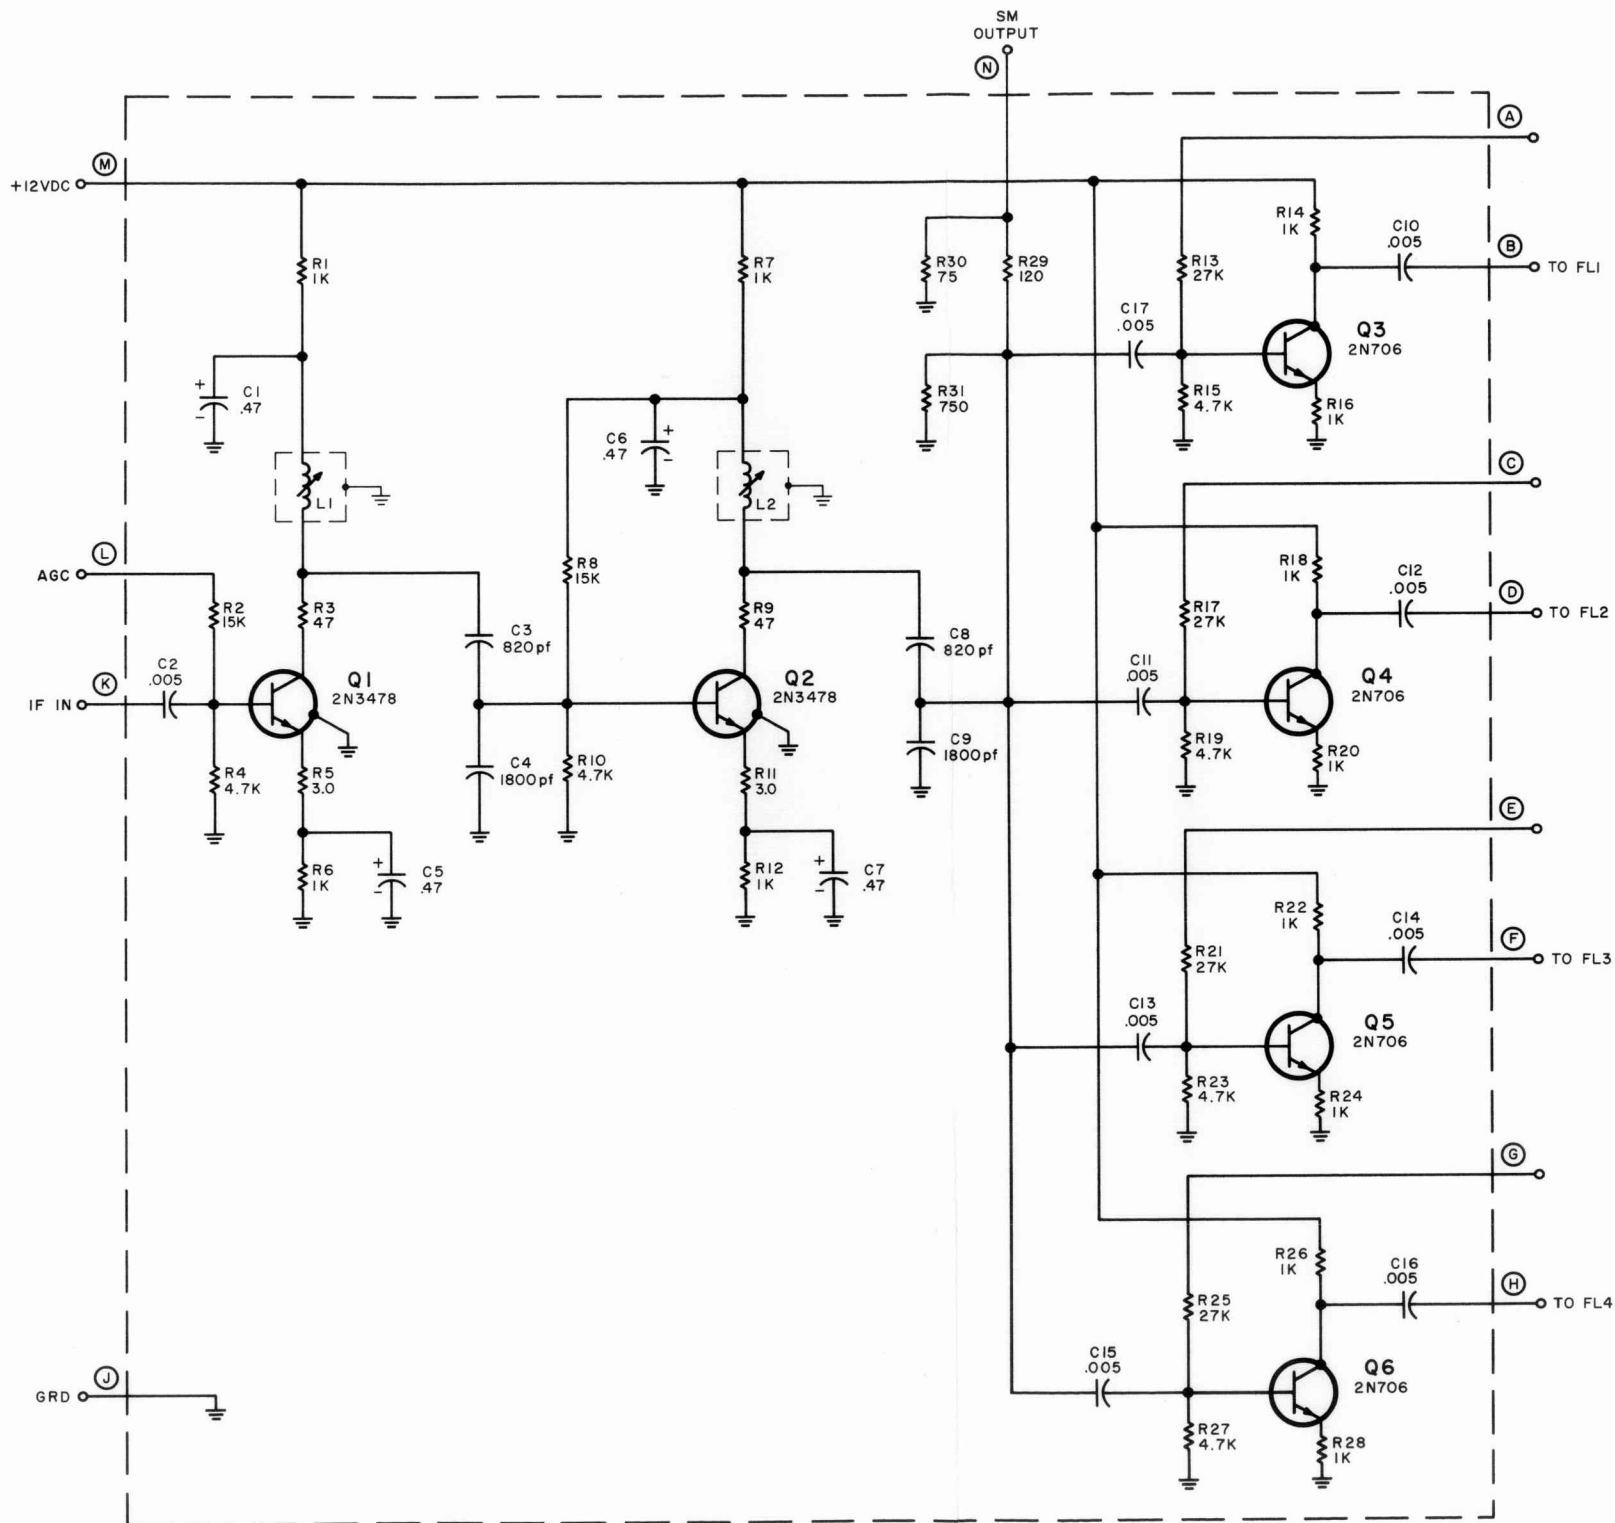 SM
OUTPUT
N
A
M
+12VDC
R14
1K
C10
.005
B
TO FL1
R1
1K
R7
1K
R30
75
R29
120
R13
27K
C17
.005
Q3
2N706
+
C1
.47
-
R31
750
R15
4.7K
R16
1K
C6
.47
+
-
C
L1
L2
L
AGC
R8
15K
R18
1K
C12
.005
D
TO FL2
R2
15K
R3
47
R9
47
R17
27K
C3
820pf
C8
820pf
K
IF IN
C2
.005
Q1
2N3478
Q2
2N3478
C11
.005
Q4
2N706
R4
4.7K
R5
3.0
C4
1800pf
R10
4.7K
R11
3.0
C9
1800pf
R19
4.7K
R20
1K
E
R6
1K
+
-
C5
.47
R12
1K
+
-
C7
.47
R22
1K
C14
.005
F
TO FL3
R21
27K
C13
.005
Q5
2N706
R23
4.7K
R24
1K
G
R26
1K
C16
.005
H
TO FL4
R25
27K
C15
.005
Q6
2N706
J
GRD
R27
4.7K
R28
1K